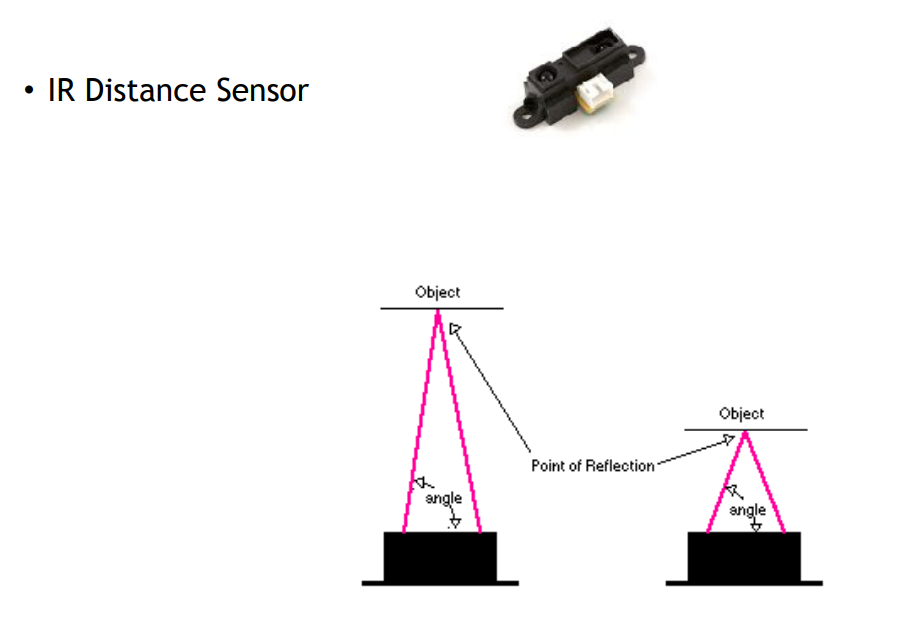 • IR Distance Sensor
Object
Object
Point of Reflection
angle
angle